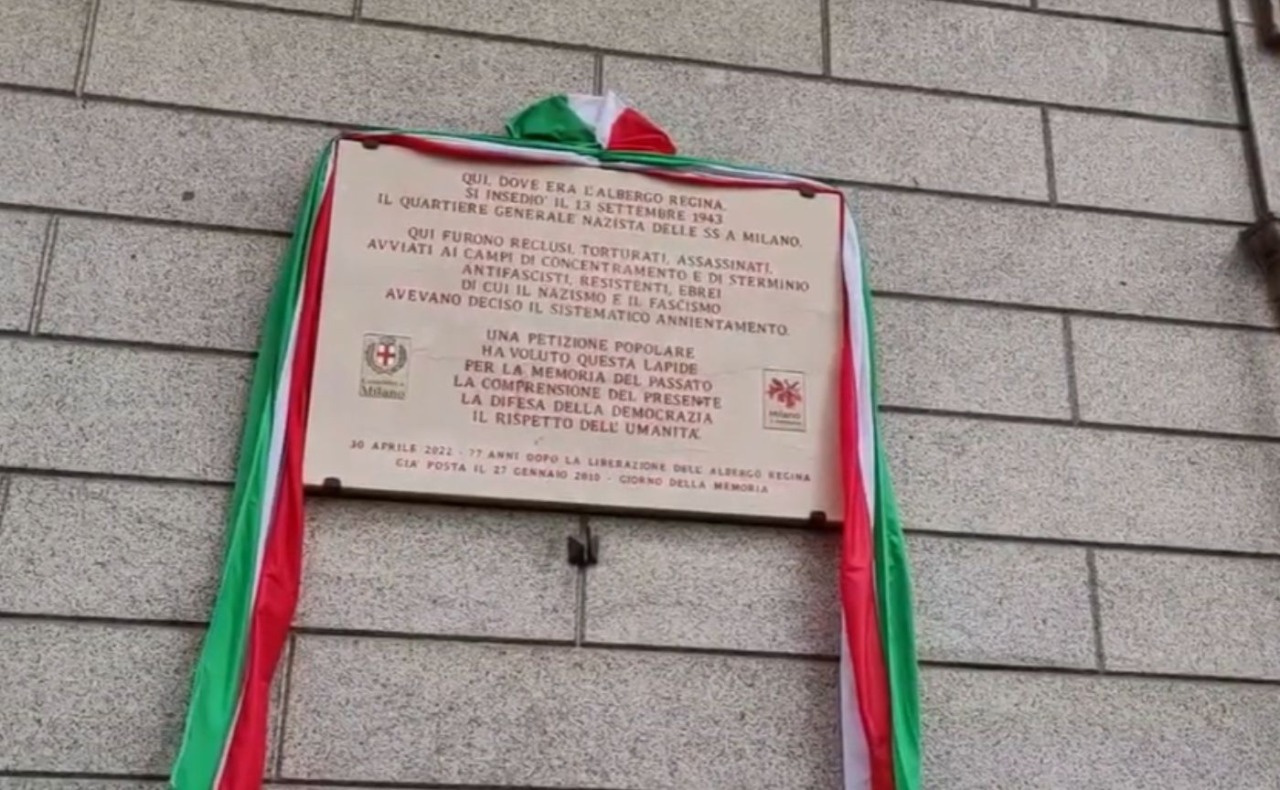 QUI, DOVE ERA L'ALBERGO REGINA,
SI INSEDIO' IL 13 SETTEMBRE 1943
IL QUARTIERE GENERALE NAZISTA DELLE SS A MILANO.
QUI FURONO RECLUSI, TORTURATI, ASSASSINATI,
AVVIATI AI CAMPI DI CONCENTRAMENTO E DI STERMINIO
ANTIFASCISTI, RESISTENTI, EBREI
DI CUI IL NAZISMO E IL FASCISMO
AVEVANO DECISO IL SISTEMATICO ANNIENTAMENTO.
UNA PETIZIONE POPOLARE
HA VOLUTO QUESTA LAPIDE
PER LA MEMORIA DEL PASSATO
LA COMPRENSIONE DEL PRESENTE
LA DIFESA DELLA DEMOCRAZIA
IL RISPETTO DELL' UMANITA'.
Milano
Milano
30 APRILE 2022 - 77 ANNI DOPO LA LIBERAZIONE DELL' ALBERGO REGINA
GIA' POSTA IL 27 GENNAIO 2010 - GIORNO DELLA MEMORIA